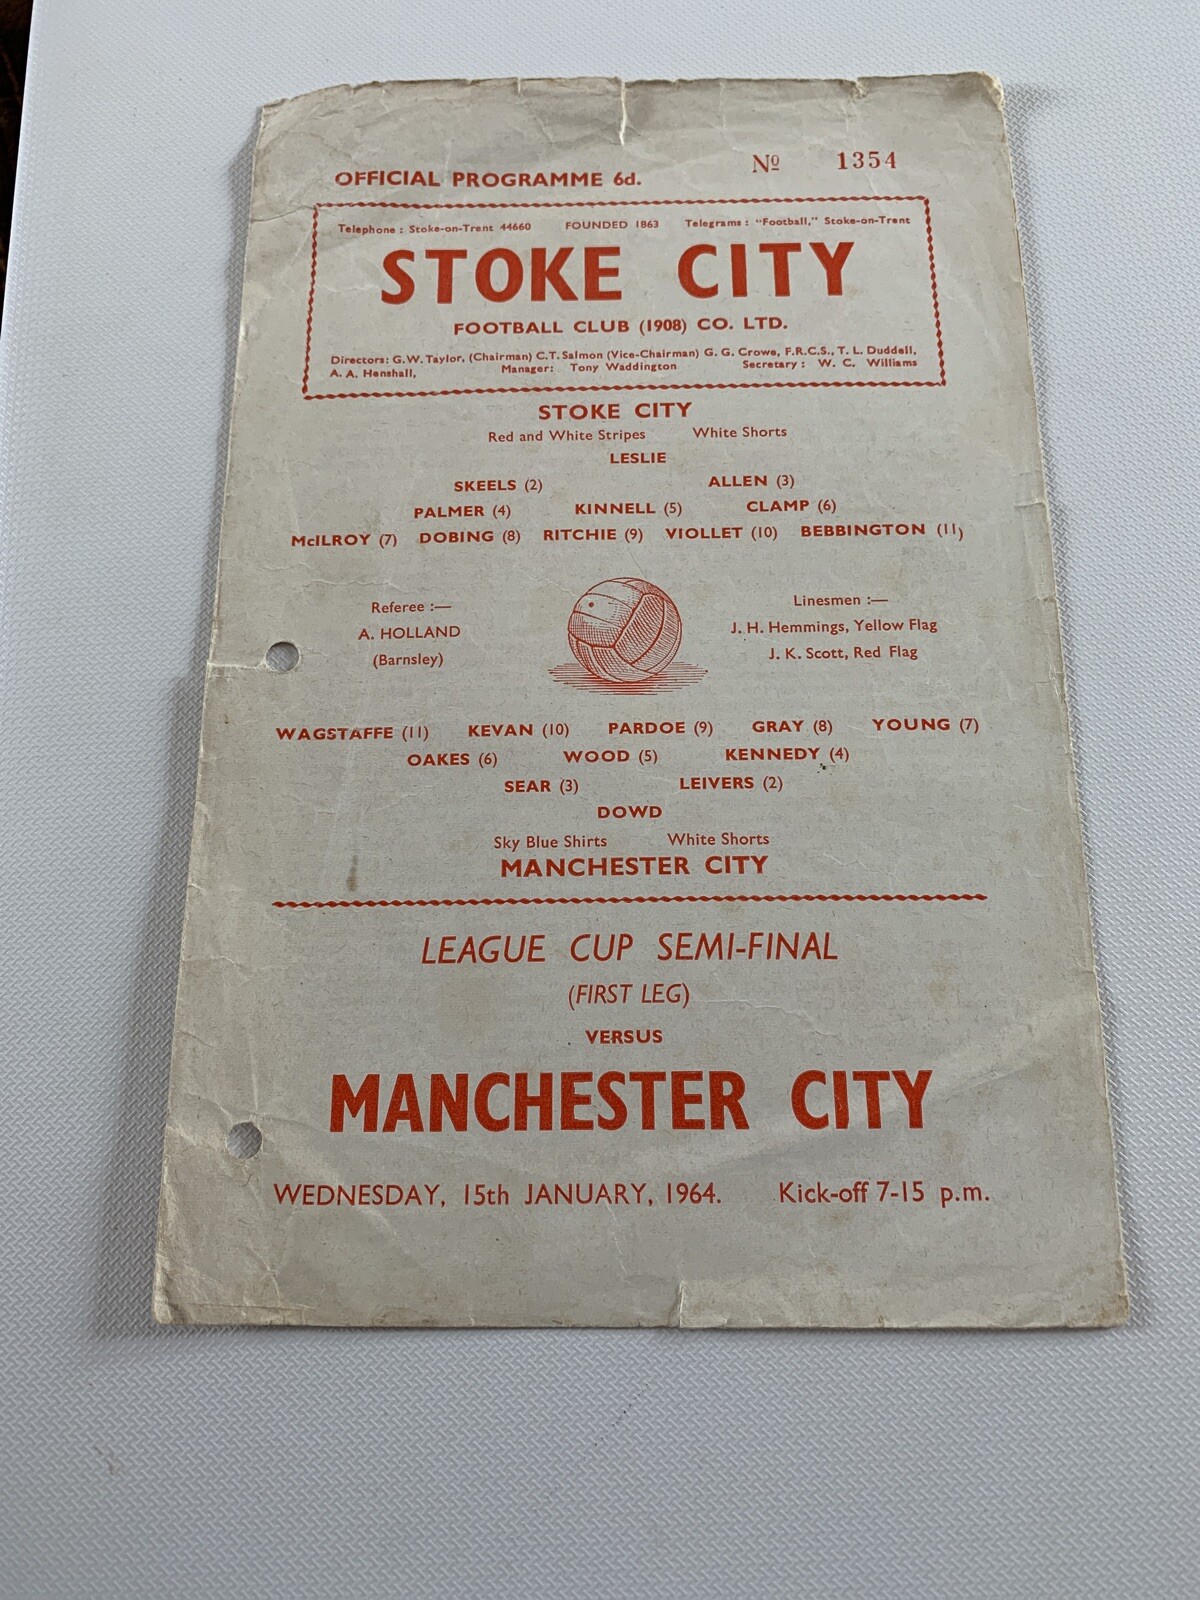 OFFICIAL PROGRAMME 6d. Nº 1354
Telephone : Stoke-on-Trent 44660 FOUNDED 1863 Telegrams : "Football," Stoke-on-Trent
STOKE CITY
FOOTBALL CLUB (1908) CO. LTD.
Directors: G.W. Taylor, (Chairman) C.T. Salmon (Vice-Chairman) G. G. Crowe, F.R.C.S., T. L. Duddell,
A. A. Henshall, Manager: Tony Waddington Secretary : W. C. Williams
STOKE CITY
Red and White Stripes White Shorts
LESLIE
SKEELS (2) ALLEN (3)
PALMER (4) KINNELL (5) CLAMP (6)
McILROY (7) DOBING (8) RITCHIE (9) VIOLLET (10) BEBBINGTON (11)
Referee :— Linesmen :—
A. HOLLAND J. H. Hemmings, Yellow Flag
(Barnsley) J. K. Scott, Red Flag
WAGSTAFFE (11) KEVAN (10) PARDOE (9) GRAY (8) YOUNG (7)
OAKES (6) WOOD (5) KENNEDY (4)
SEAR (3) LEIVERS (2)
DOWD
Sky Blue Shirts White Shorts
MANCHESTER CITY
LEAGUE CUP SEMI-FINAL
(FIRST LEG)
VERSUS
MANCHESTER CITY
WEDNESDAY, 15th JANUARY, 1964. Kick-off 7-15 p.m.